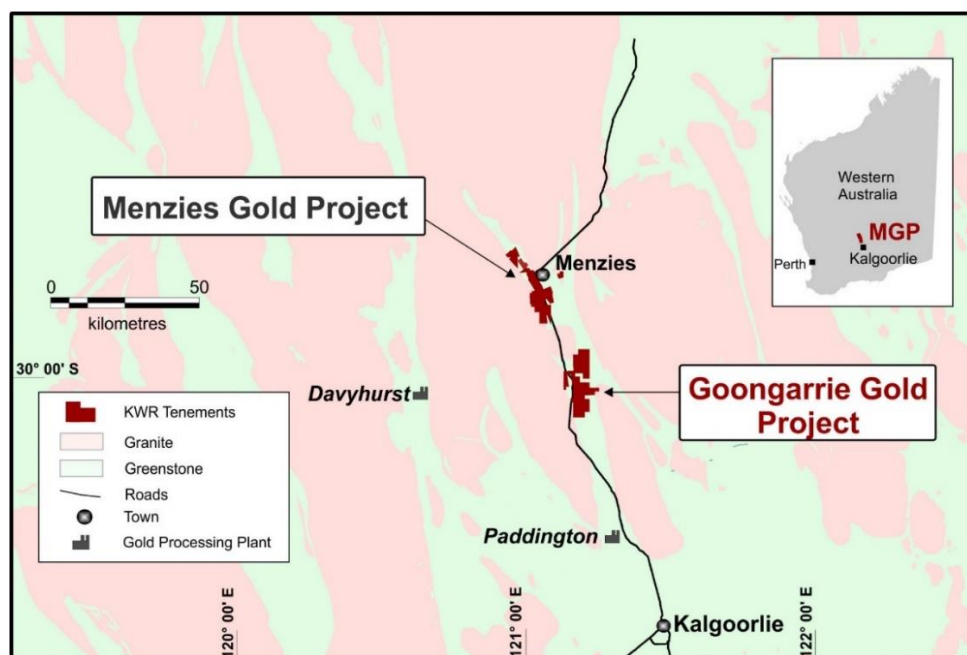 Menzies Gold Project
Menzies
Western
Australia
MGP
Perth
Kalgoorlie
0
50
kilometres
30° 00' S
Davyhurst
Goongarrie Gold
Project
KWR Tenements
Granite
Greenstone
Roads
Town
Gold Processing Plant
Paddington
Kalgoorlie
120° 00' E
121° 00' E
122° 00' E